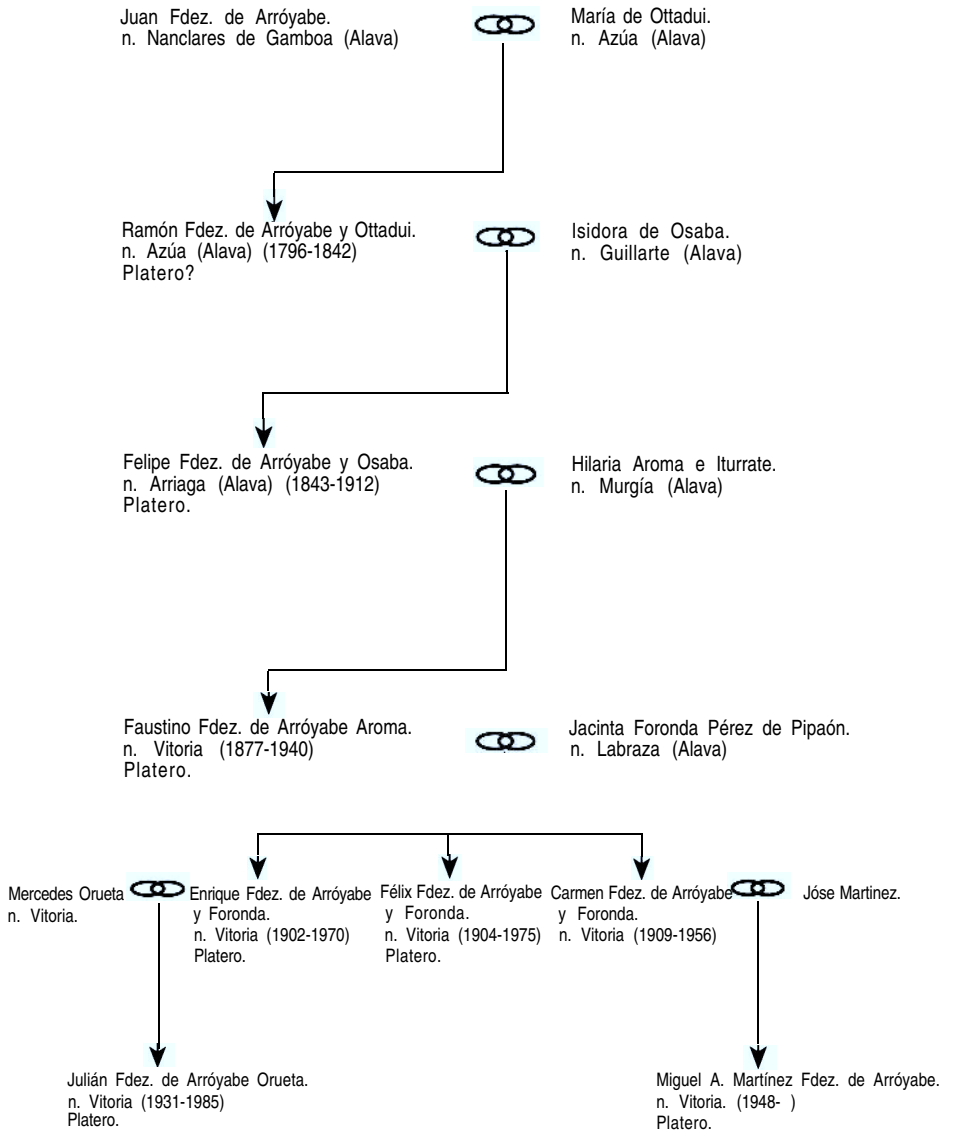 Juan Fdez. de Arróyabe.
n. Nanclares de Gamboa (Alava)
María de Ottadui.
n. Azúa (Alava)
Ramón Fdez. de Arróyabe y Ottadui.
n. Azúa (Alava) (1796-1842)
Platero?
Isidora de Osaba.
n. Guillarte (Alava)
Felipe Fdez. de Arróyabe y Osaba.
n. Arriaga (Alava) (1843-1912)
Platero.
Hilaria Aroma e Iturrate.
n. Murgía (Alava)
Faustino Fdez. de Arróyabe Aroma.
n. Vitoria (1877-1940)
Platero.
Jacinta Foronda Pérez de Pipaón.
n. Labraza (Alava)
Mercedes Orueta
n. Vitoria.
Enrique Fdez. de Arróyabe
y Foronda.
n. Vitoria (1902-1970)
Platero.
Félix Fdez. de Arróyabe
y Foronda.
n. Vitoria (1904-1975)
Platero.
Carmen Fdez. de Arróyabe
y Foronda.
n. Vitoria (1909-1956)
Jóse Martinez.
Julián Fdez. de Arróyabe Orueta.
n. Vitoria (1931-1985)
Platero.
Miguel A. Martínez Fdez. de Arróyabe.
n. Vitoria. (1948- )
Platero.